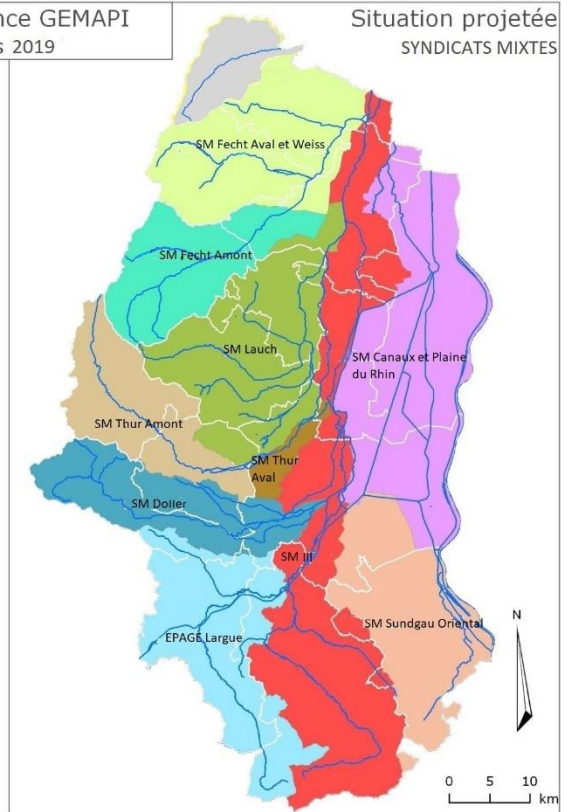 nce GEMAPI
s 2019
Situation projetée
SYNDICATS MIXTES
SM Fecht Aval et Weiss
SM Fecht Amont
SM Lauch
SM Canaux et Plaine
du Rhin
SM Thur Amont
SM Thur
Aval
SM Doller
SM Ill
EPAGE Largue
SM Sundgau Oriental
N
0 5 10
km